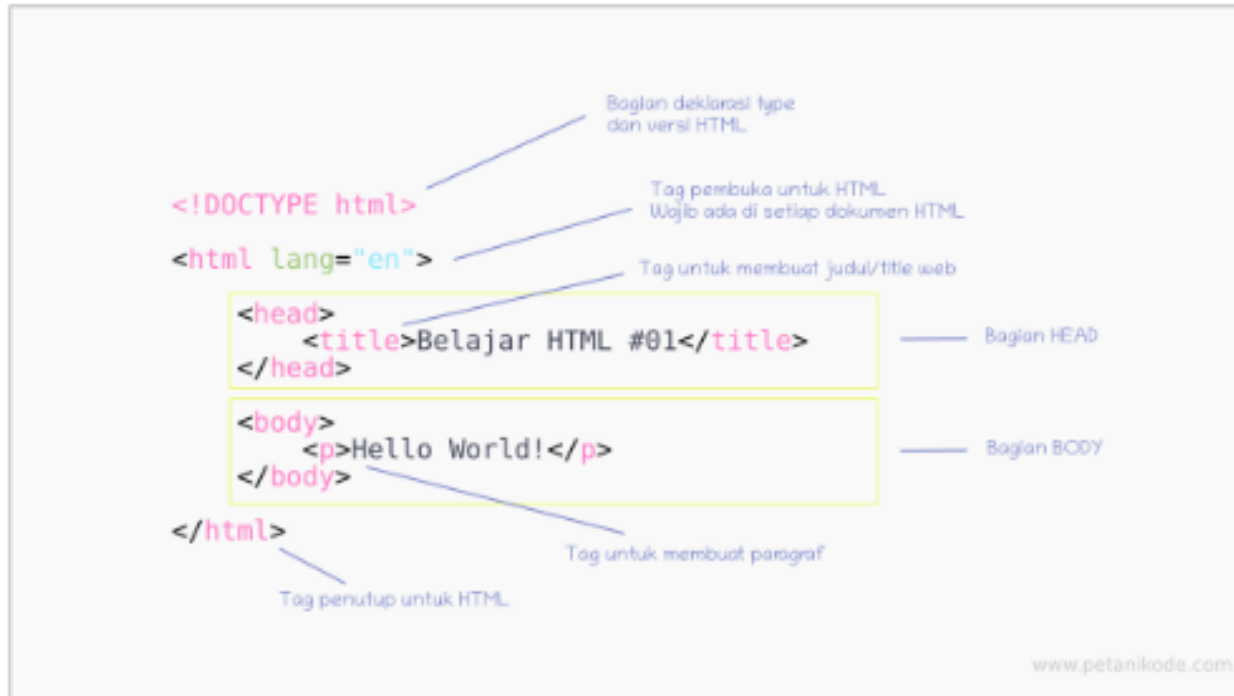 Bagian deklarasi type
dan versi HTML
<!DOCTYPE html>
Tag pembuka untuk HTML
Wajib ada di setiap dokumen HTML
<html lang="en">
Tag untuk membuat judul/title web
<head>
<title>Belajar HTML #01</title>
</head>
Bagian HEAD
<body>
<p>Hello World!</p>
</body>
Bagian BODY
</html>
Tag untuk membuat paragraf
Tag penutup untuk HTML
www.petanikode.com